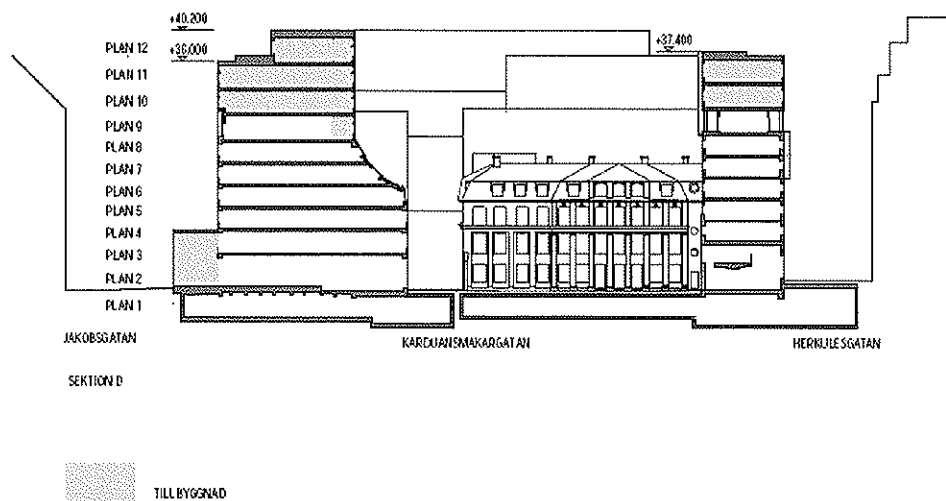 +40.200
PLAN 12
+36.000
+37.400
PLAN 11
PLAN 10
PLAN 9
PLAN 8
PLAN 7
PLAN 6
PLAN 5
PLAN 4
PLAN 3
PLAN 2
PLAN 1
JAKOBSGATAN
KARDUANSMAKARGATAN
HERKULESGATAN
SEKTION D
TILLBYGGNAD